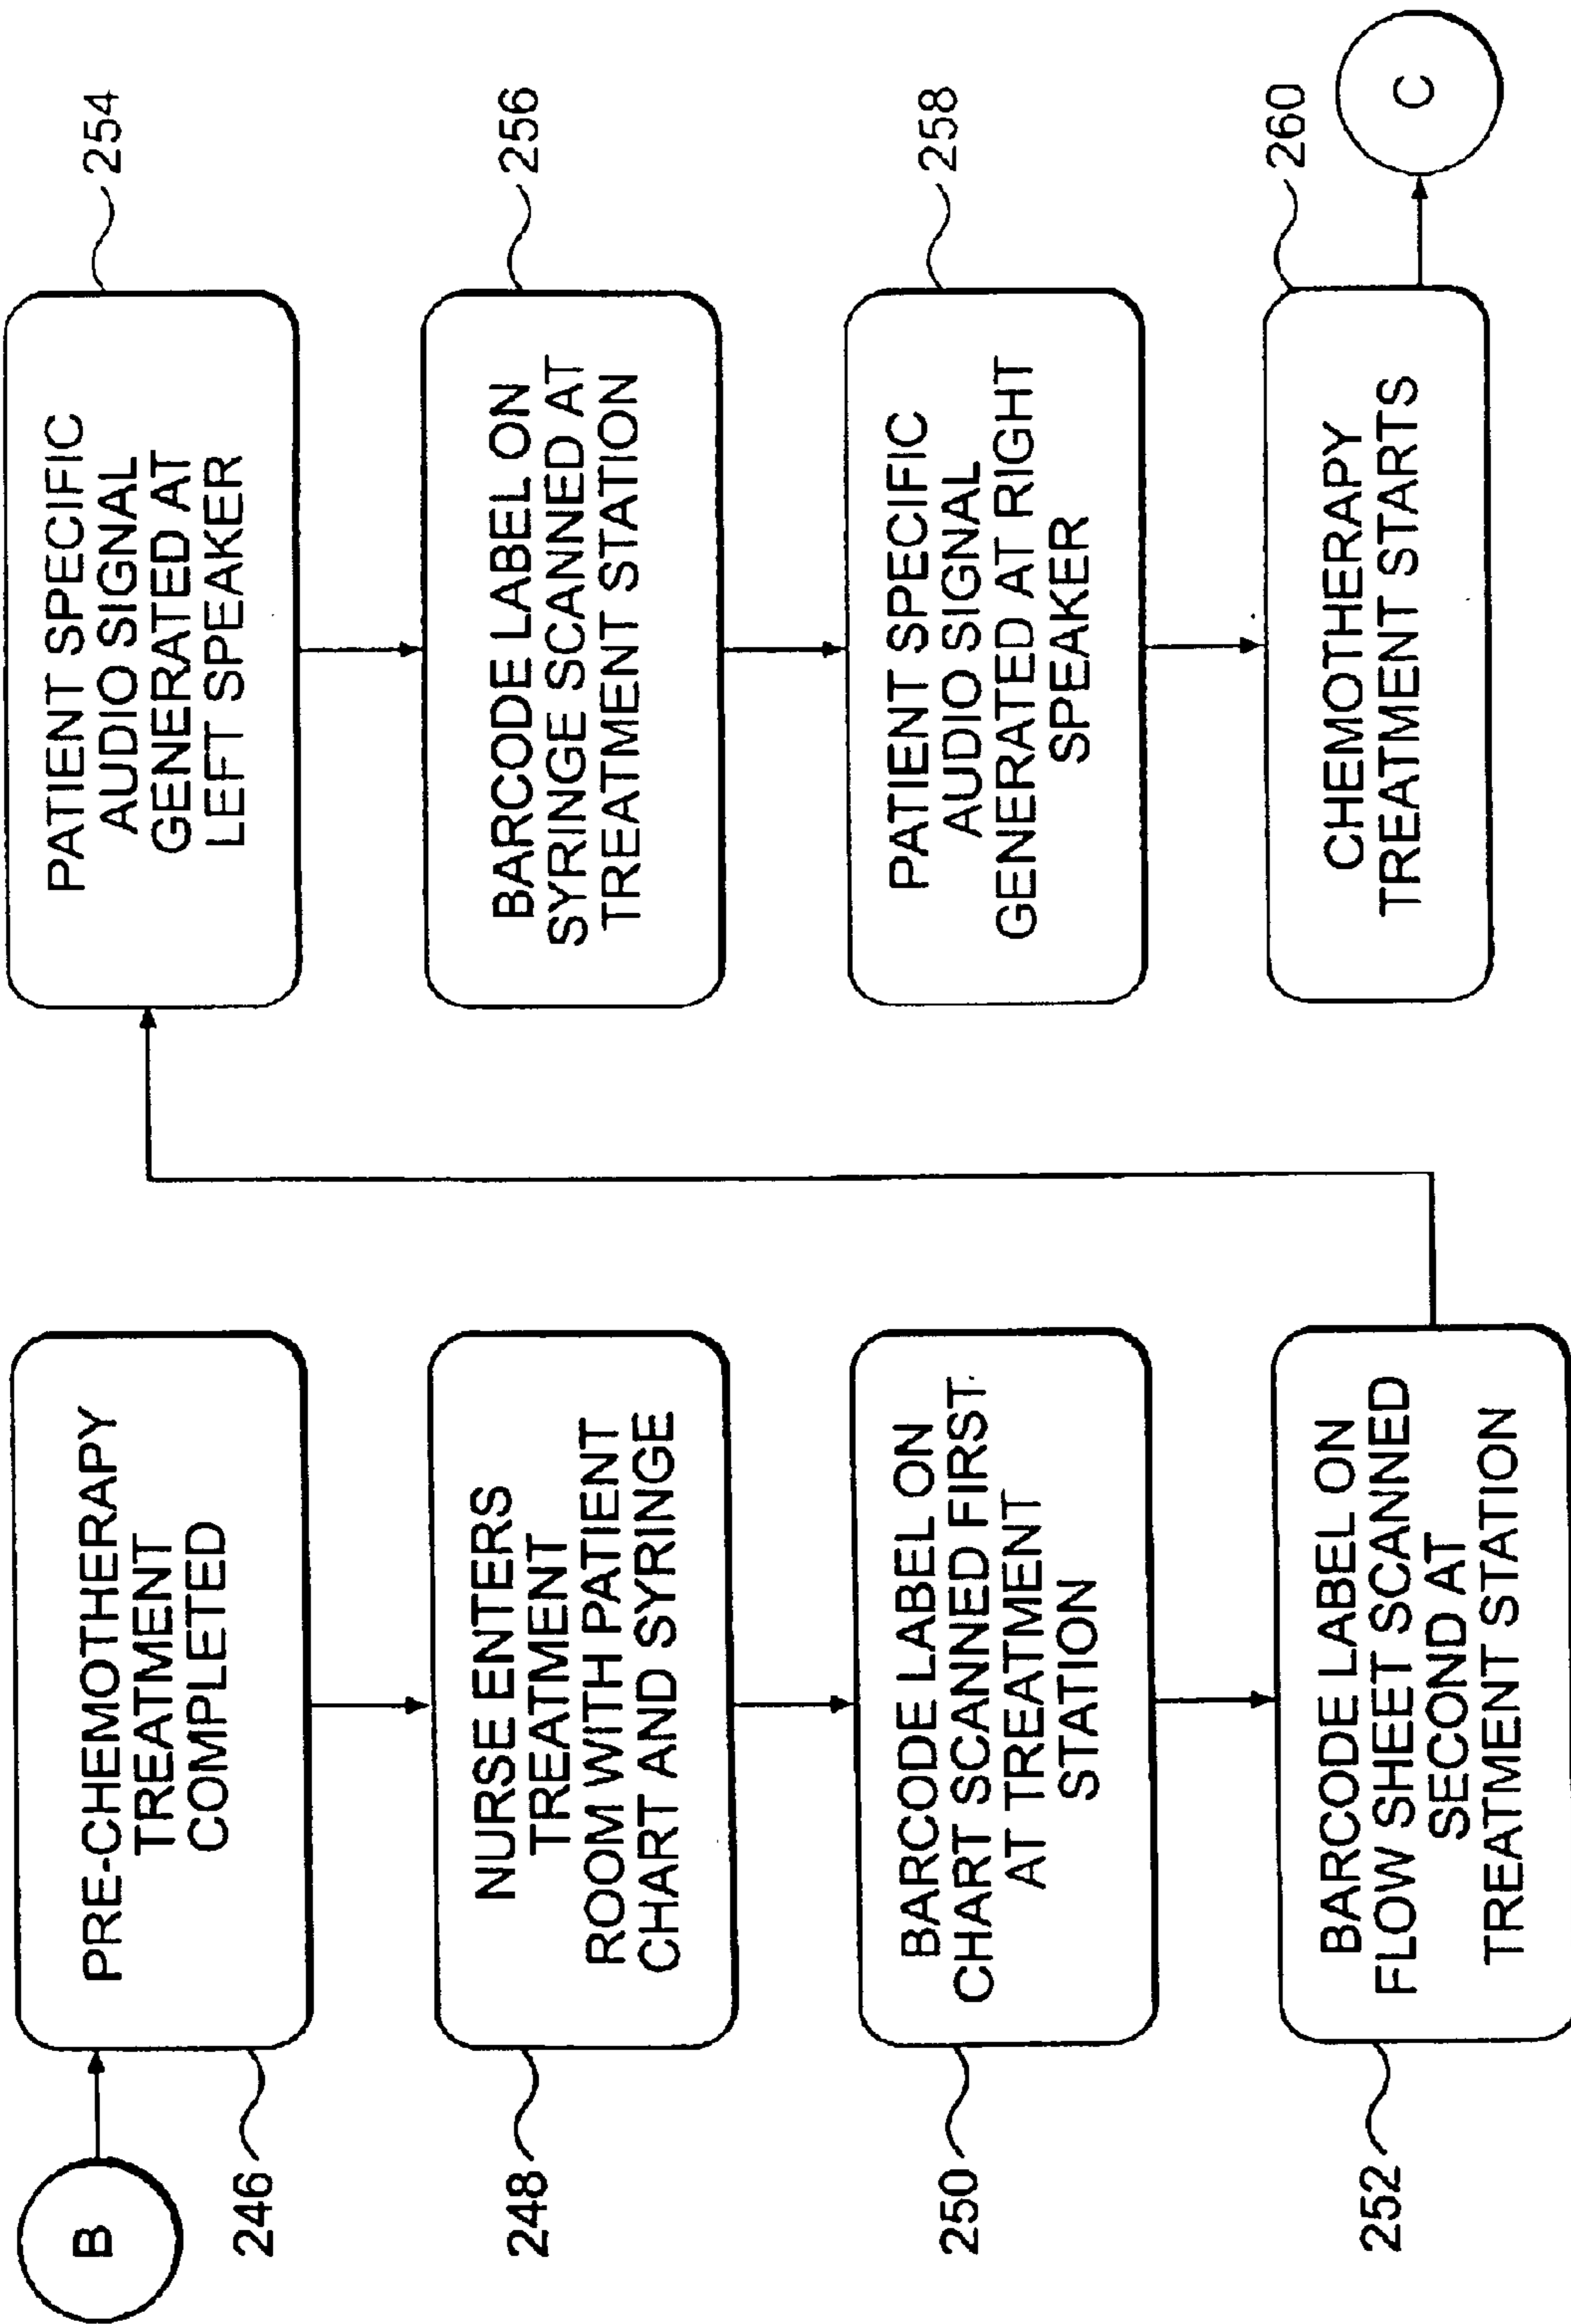 B
PRE-CHEMOTHERAPY
TREATMENT
COMPLETED
246
NURSE ENTERS
TREATMENT
ROOM WITH PATIENT
CHART AND SYRINGE
248
BARCODE LABEL ON
CHART SCANNED FIRST
AT TREATMENT
STATION
250
BARCODE LABEL ON
FLOW SHEET SCANNED
SECOND AT
TREATMENT STATION
252
PATIENT SPECIFIC
AUDIO SIGNAL
GENERATED AT
LEFT SPEAKER
254
BARCODE LABEL ON
SYRINGE SCANNED AT
TREATMENT STATION
256
PATIENT SPECIFIC
AUDIO SIGNAL
GENERATED AT RIGHT
SPEAKER
258
CHEMOTHERAPY
TREATMENT STARTS
260
C